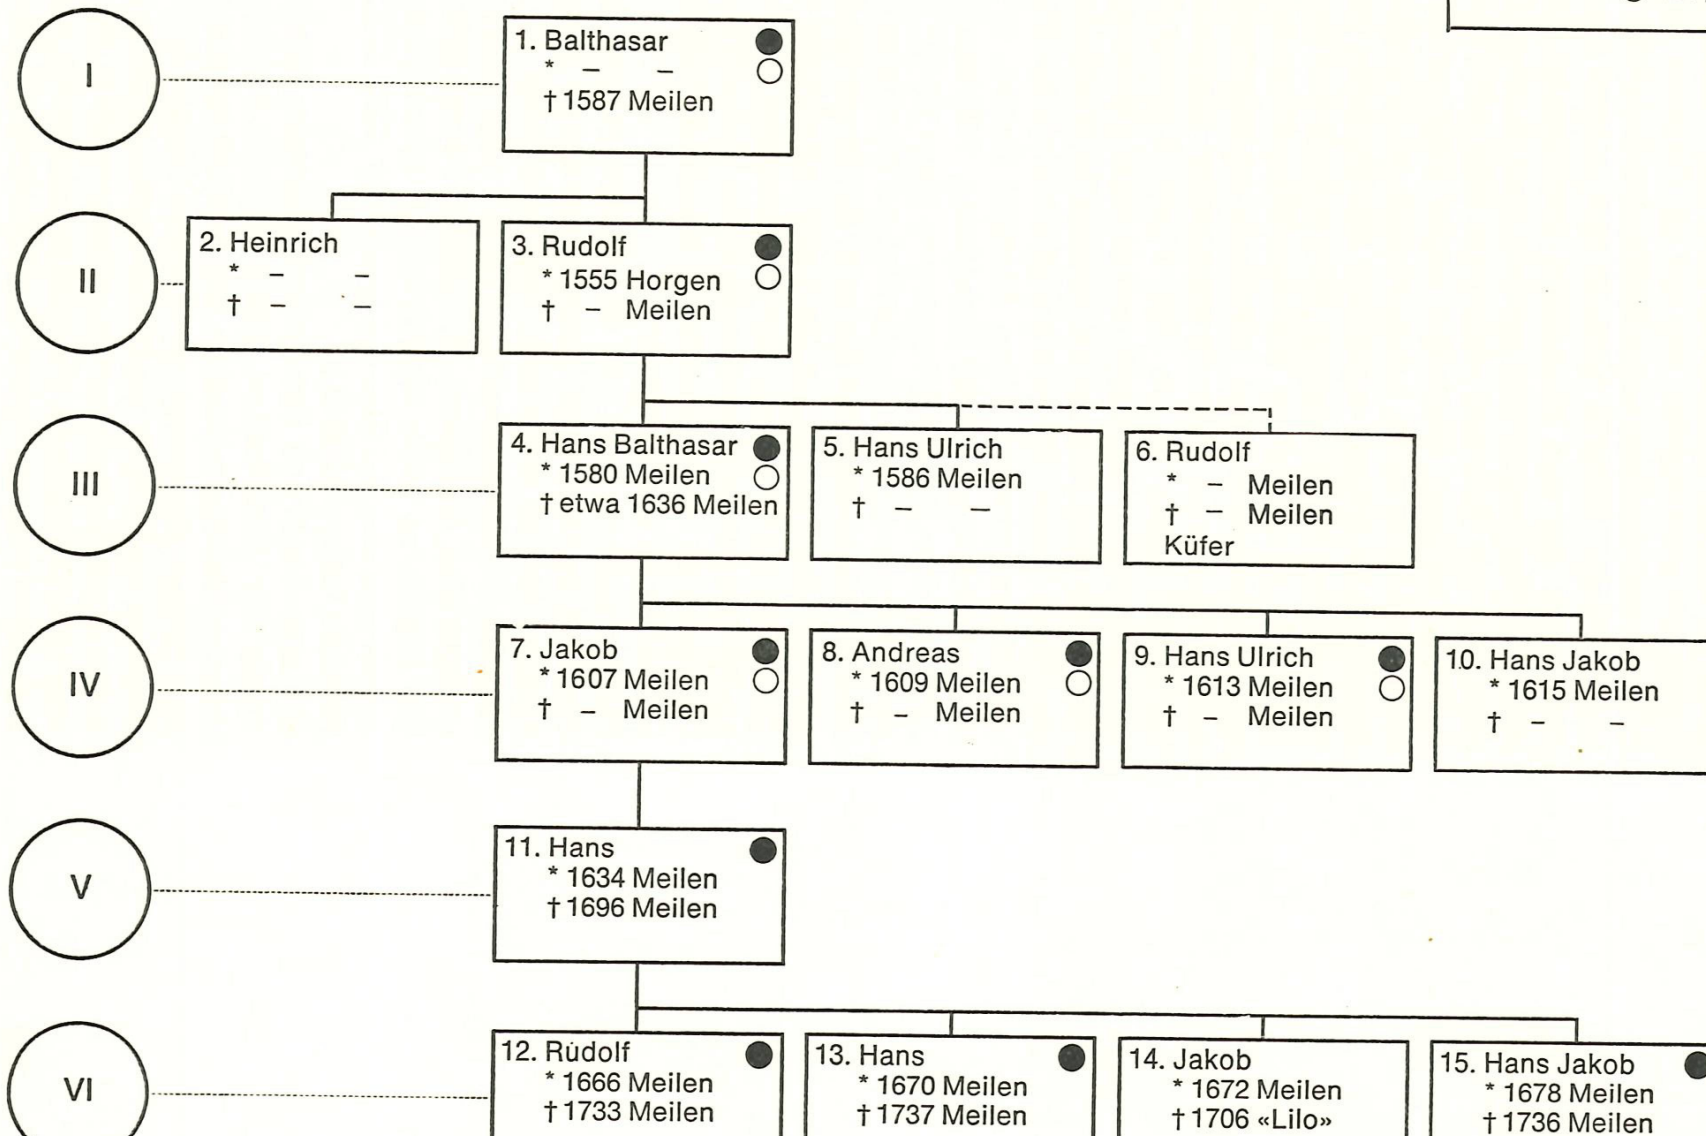 I
1. Balthasar
* – –
† 1587 Meilen
II
2. Heinrich
* – –
† – –
3. Rudolf
* 1555 Horgen
† – Meilen
III
4. Hans Balthasar
* 1580 Meilen
† etwa 1636 Meilen
5. Hans Ulrich
* 1586 Meilen
† – –
6. Rudolf
* – Meilen
† – Meilen
Küfer
IV
7. Jakob
* 1607 Meilen
† – Meilen
8. Andreas
* 1609 Meilen
† – Meilen
9. Hans Ulrich
* 1613 Meilen
† – Meilen
10. Hans Jakob
* 1615 Meilen
† – –
V
11. Hans
* 1634 Meilen
† 1696 Meilen
VI
12. Rudolf
* 1666 Meilen
† 1733 Meilen
13. Hans
* 1670 Meilen
† 1737 Meilen
14. Jakob
* 1672 Meilen
† 1706 «Lilo»
15. Hans Jakob
* 1678 Meilen
† 1736 Meilen